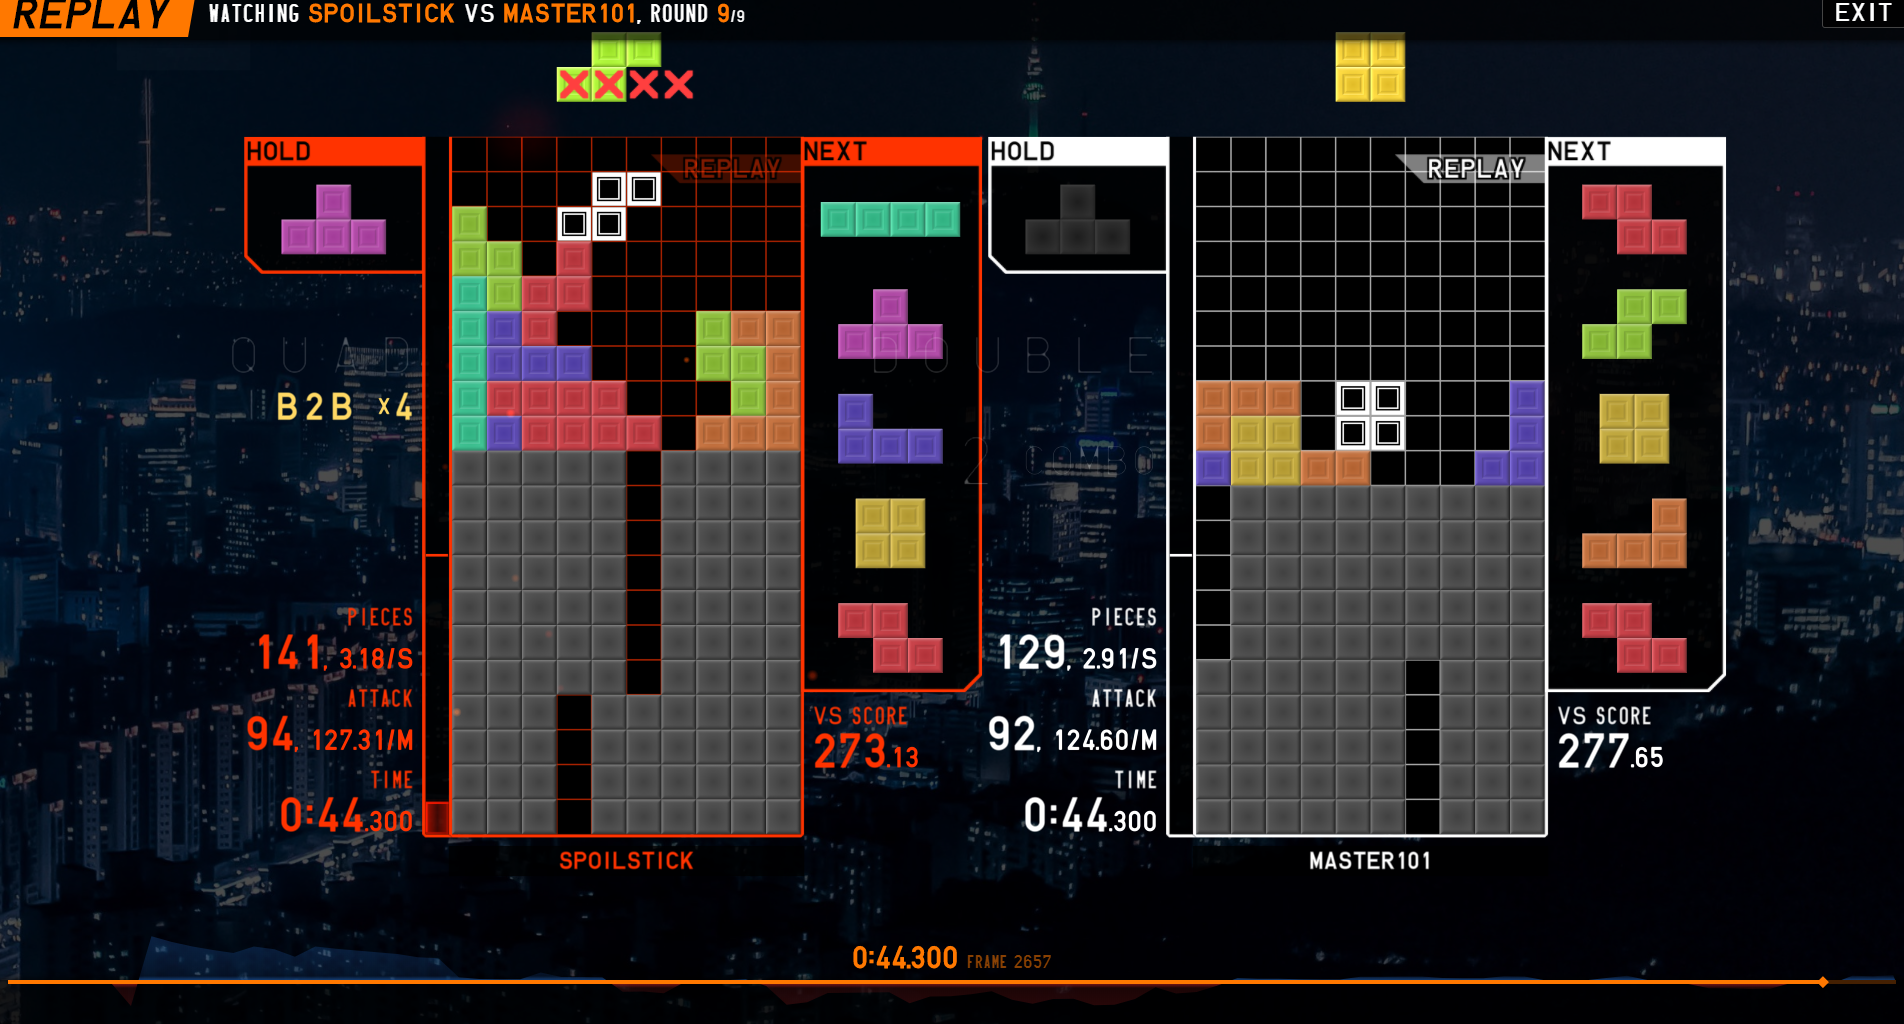 REPLAY
WATCHING SPOILSTICK VS MASTER101, ROUND 9/9
EXIT
HOLD
REPLAY
NEXT
HOLD
REPLAY
NEXT
QUAD
DOUBLE
B2B ×4
2 COMBO
PIECES
141, 3.18/S
ATTACK
94, 127.31/M
TIME
0:44.300
VS SCORE
273.13
PIECES
129, 2.91/S
ATTACK
92, 124.60/M
TIME
0:44.300
VS SCORE
277.65
SPOILSTICK
MASTER101
0:44.300 FRAME 2657